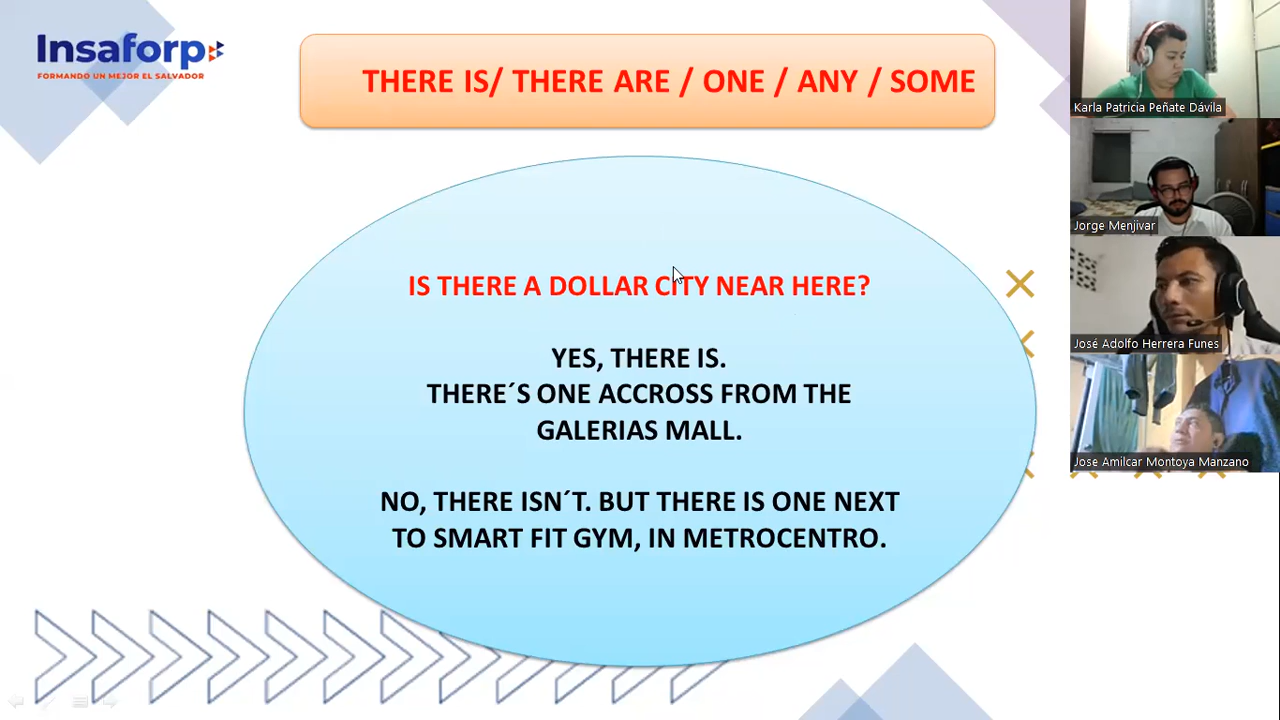 Insaforp
FORMANDO UN MEJOR EL SALVADOR
THERE IS/ THERE ARE / ONE / ANY / SOME
IS THERE A DOLLAR CITY NEAR HERE?
YES, THERE IS.
THERE´S ONE ACCROSS FROM THE
GALERIAS MALL.
NO, THERE ISN´T. BUT THERE IS ONE NEXT
TO SMART FIT GYM, IN METROCENTRO.
Karla Patricia Peñate Dávila
Jorge Menjivar
José Adolfo Herrera Funes
Jose Amilcar Montoya Manzano